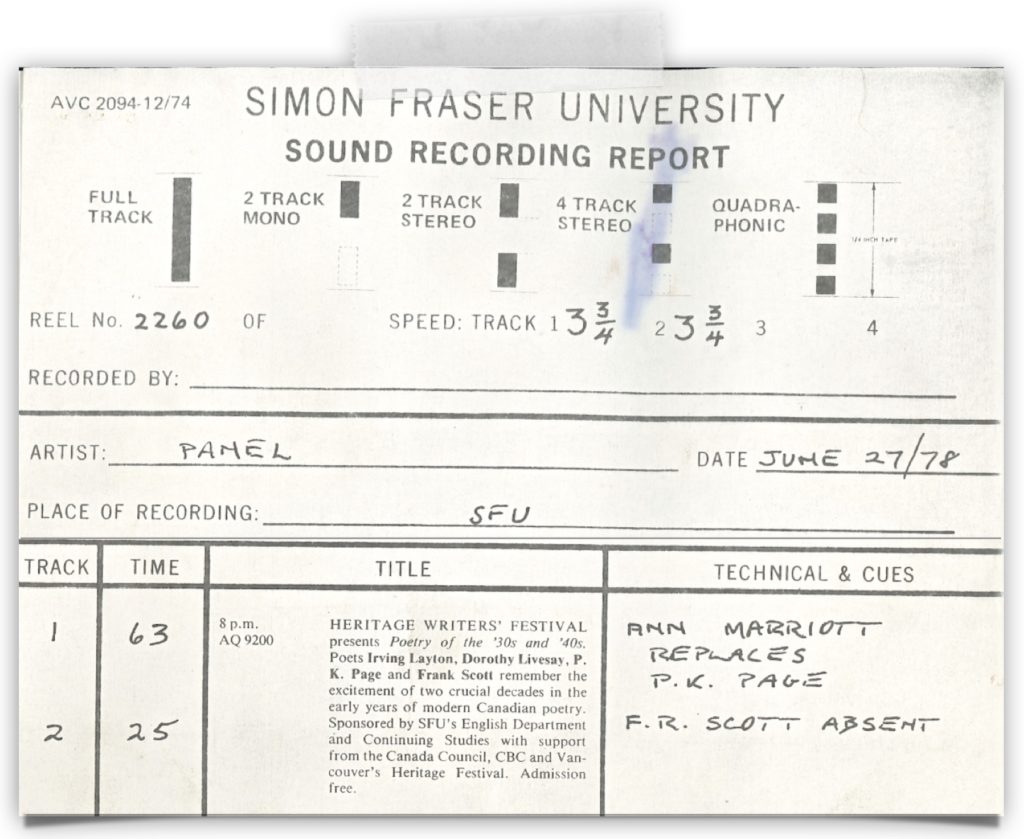 AVC 2094-12/74
SIMON FRASER UNIVERSITY
SOUND RECORDING REPORT
FULL TRACK
2 TRACK MONO
2 TRACK STEREO
4 TRACK STEREO
QUADRA-PHONIC
1/4 INCH TAPE
REEL No. 2260 OF SPEED: TRACK 1 3 3/4 2 3 3/4 3 4
RECORDED BY:
ARTIST: PANEL DATE JUNE 27/78
PLACE OF RECORDING: SFU
TRACK TIME TITLE TECHNICAL & CUES
1 63
8 p.m.
AQ 9200
HERITAGE WRITERS' FESTIVAL
presents Poetry of the '30s and '40s.
Poets Irving Layton, Dorothy Livesay, P.
K. Page and Frank Scott remember the
excitement of two crucial decades in the
early years of modern Canadian poetry.
Sponsored by SFU's English Department
and Continuing Studies with support
from the Canada Council, CBC and Van-
couver's Heritage Festival. Admission
free.
ANN MARRIOTT
REPLACES
P.K. PAGE
2 25
F.R. SCOTT ABSENT